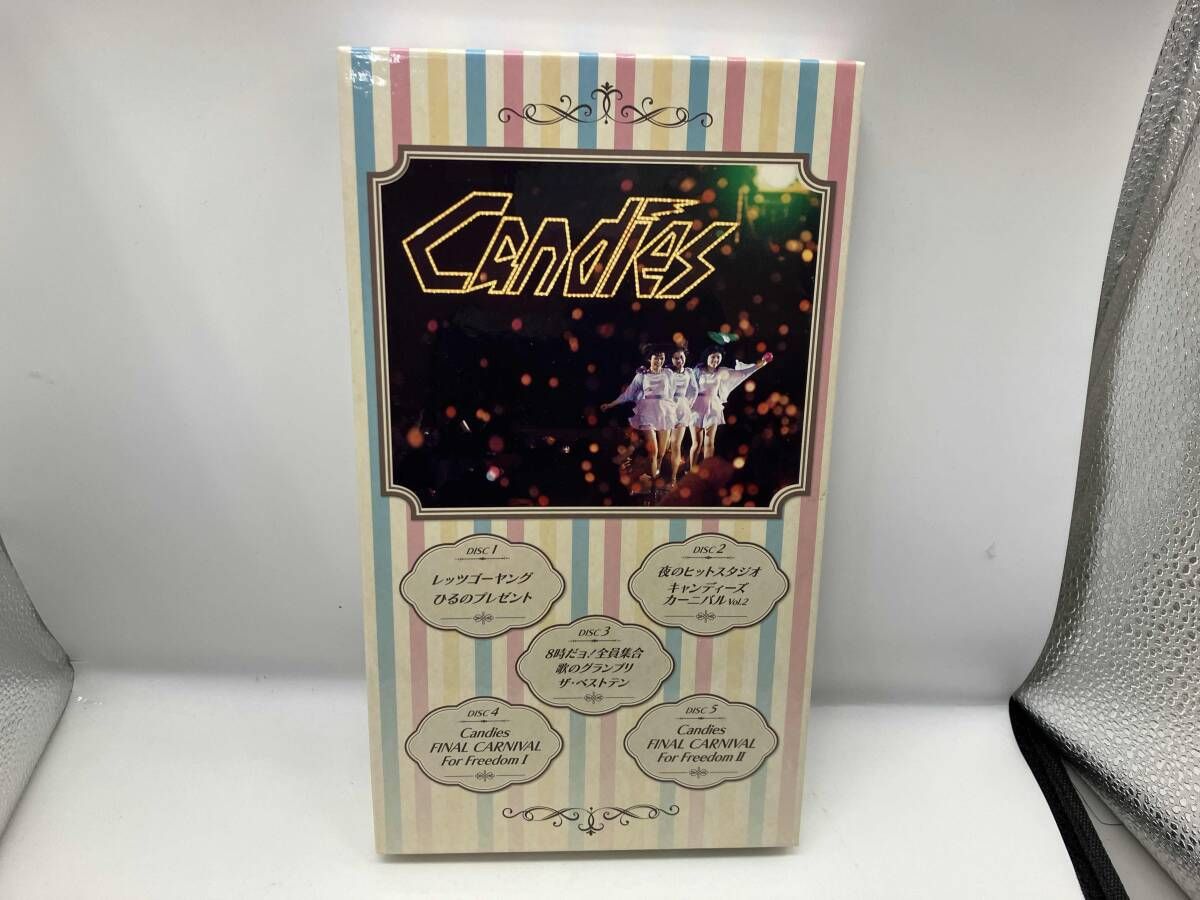 Candies
DISC 1
レッツゴーヤング
ひるのプレゼント
DISC 2
夜のヒットスタジオ
キャンディーズ
カーニバル Vol.2
DISC 3
8時だョ!全員集合
歌のグランプリ
ザ・ベストテン
DISC 4
Candies
FINAL CARNIVAL
For Freedom I
DISC 5
Candies
FINAL CARNIVAL
For Freedom II